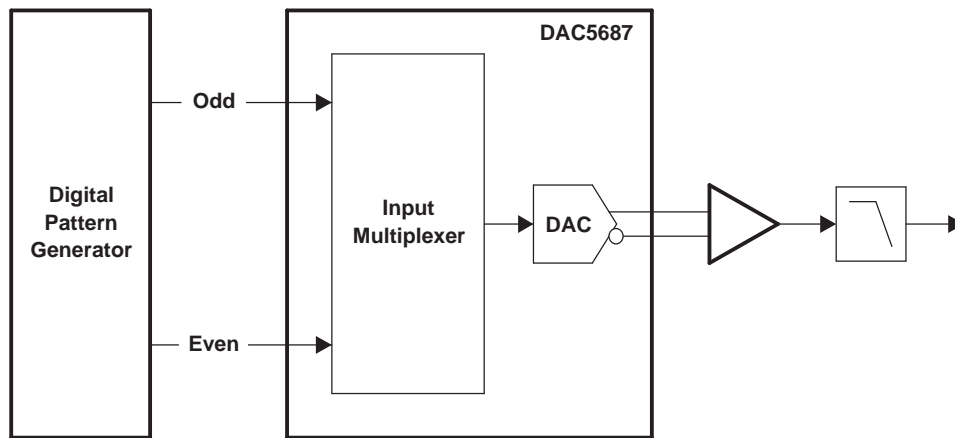 DAC5687
Odd
Digital
Pattern
Generator
Input
Multiplexer
DAC
Even